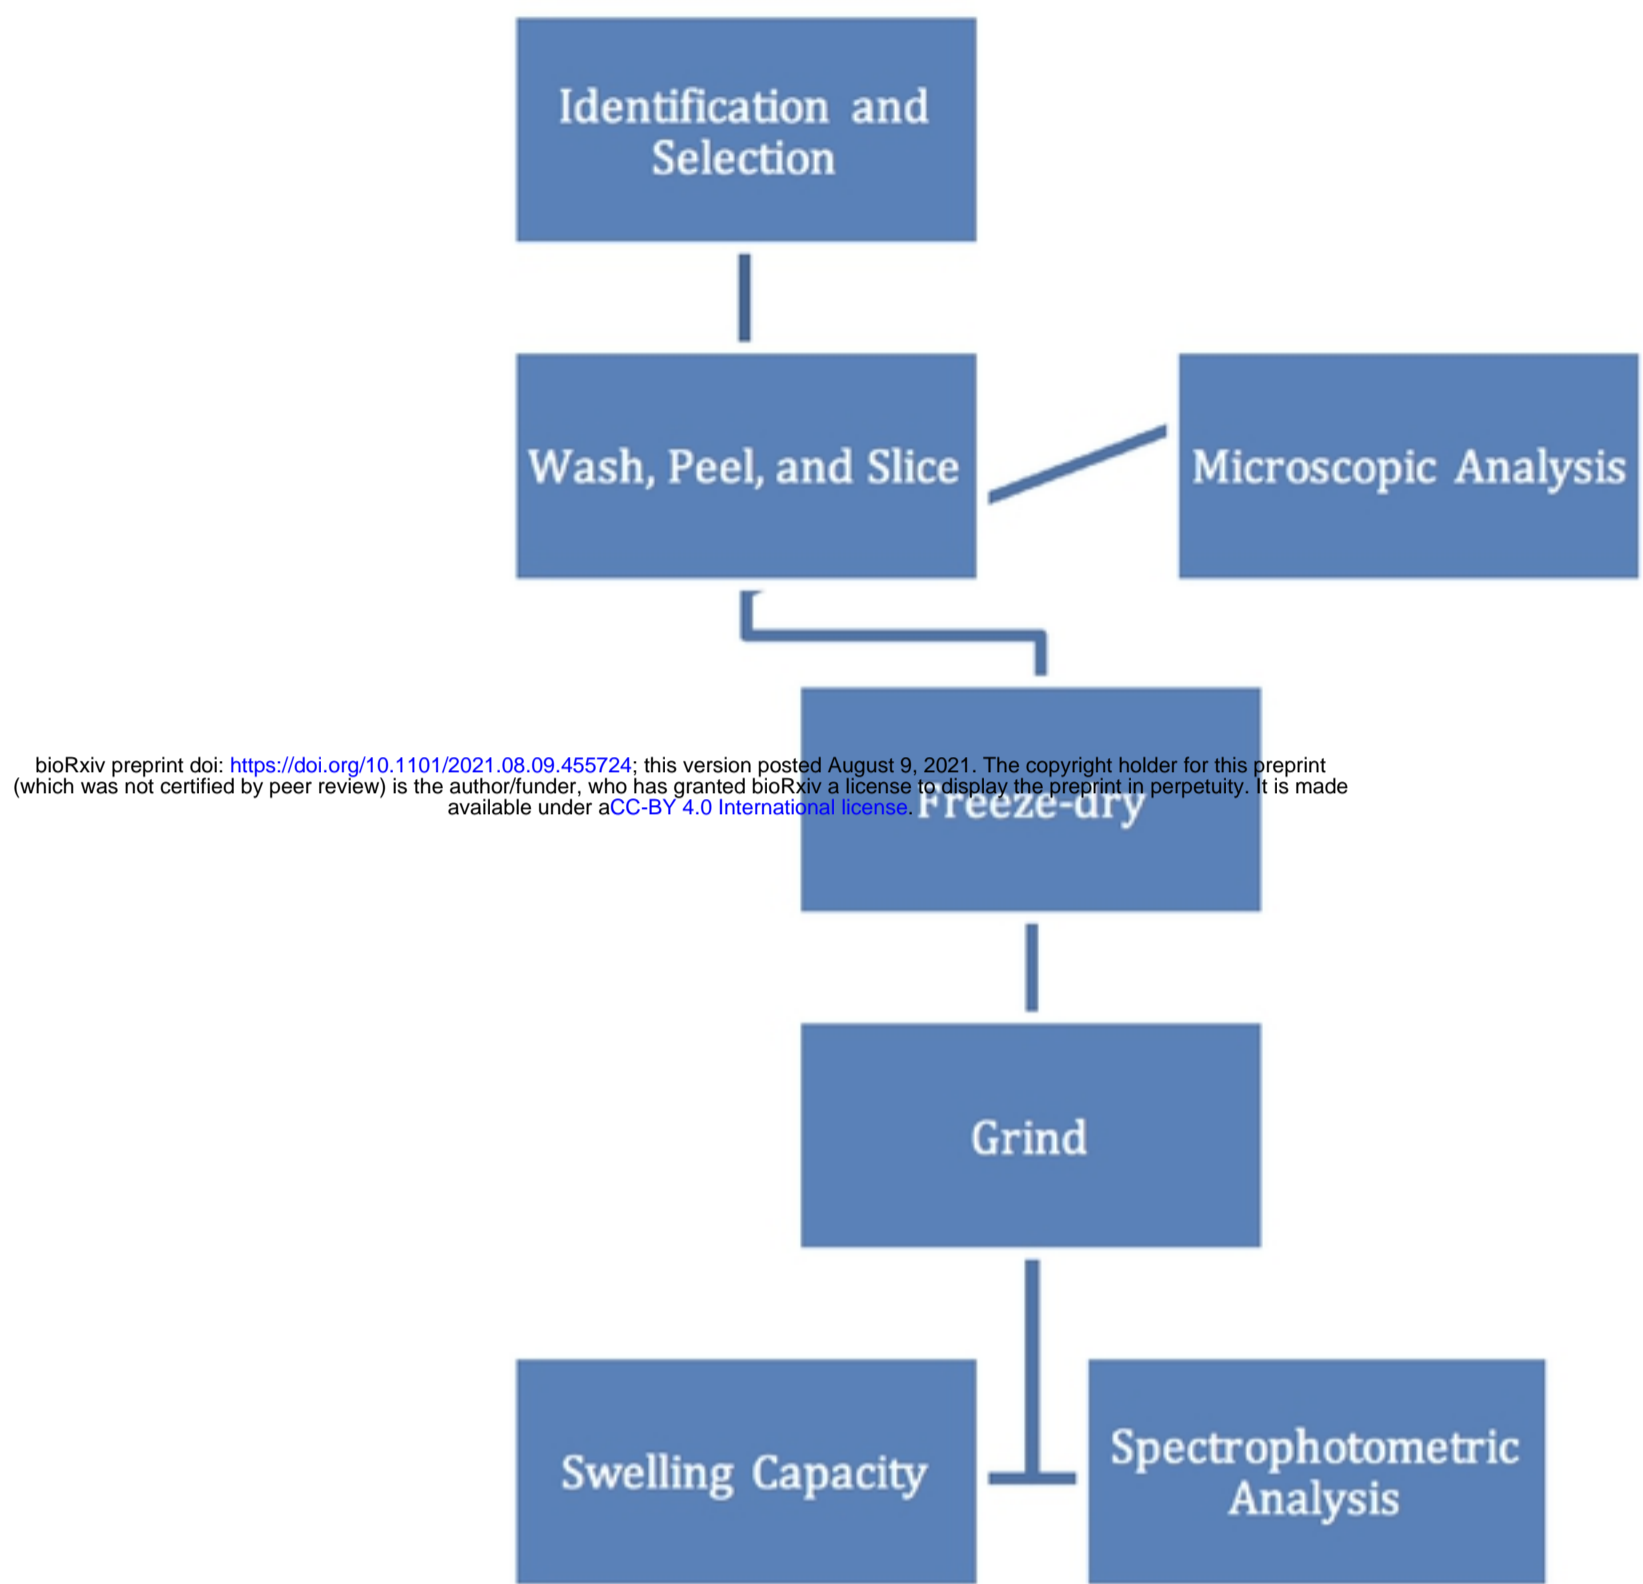 Identification and
Selection
Wash, Peel, and Slice
Microscopic Analysis
bioRxiv preprint doi: https://doi.org/10.1101/2021.08.09.455724; this version posted August 9, 2021. The copyright holder for this preprint
(which was not certified by peer review) is the author/funder, who has granted bioRxiv a license to display the preprint in perpetuity. It is made
available under aCC-BY 4.0 International license.
Freeze-dry
Grind
Swelling Capacity
Spectrophotometric
Analysis